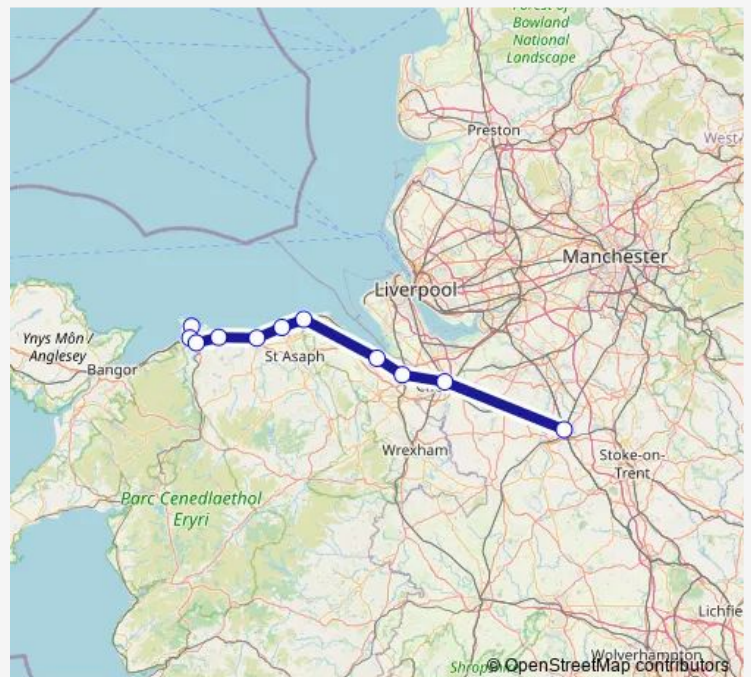 Forest of
Bowland
National
Landscape
Preston
West
Manchester
Liverpool
Ynys Môn /
Anglesey
Bangor
St Asaph
Wrexham
Stoke-on-
Trent
Parc Cenedlaethol
Eryri
Lichfie
Wolverhampton
Shrops
© OpenStreetMap contributors